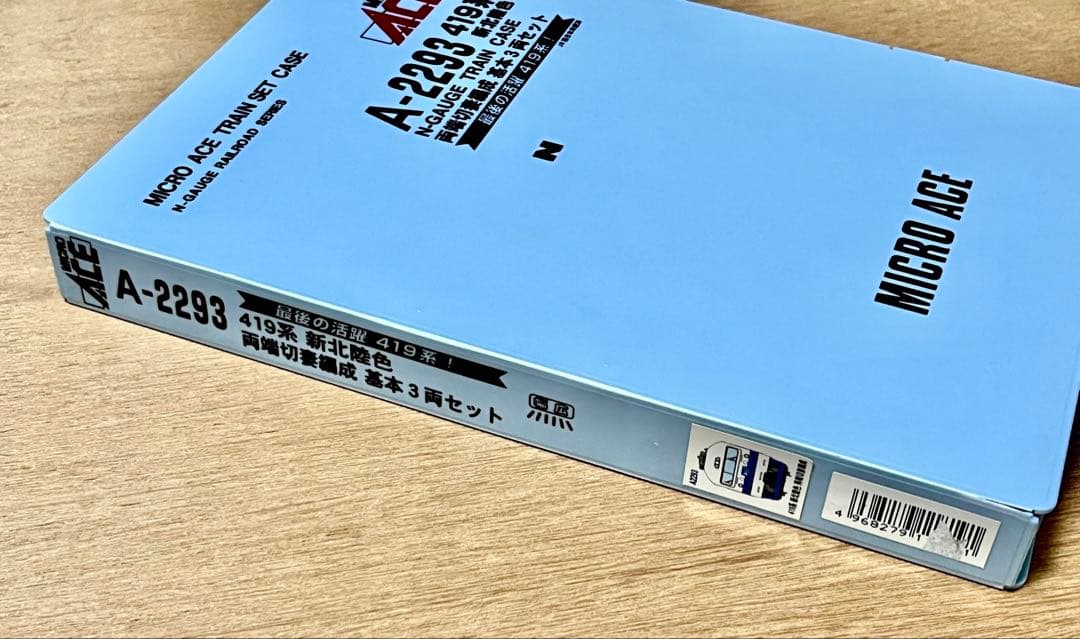 ACE
A-2293 419系
新北陸色
N-GAUGE TRAIN CASE
両端切妻編成 基本3両セット
最後の活躍 419系!
N
MICRO ACE TRAIN SET CASE
N-GAUGE RAILROAD SERIES
MICRO ACE
MICRO
ACE
A-2293
最後の活躍 419系!
419系 新北陸色
両端切妻編成 基本3両セット
A2293
4 968279 1
1